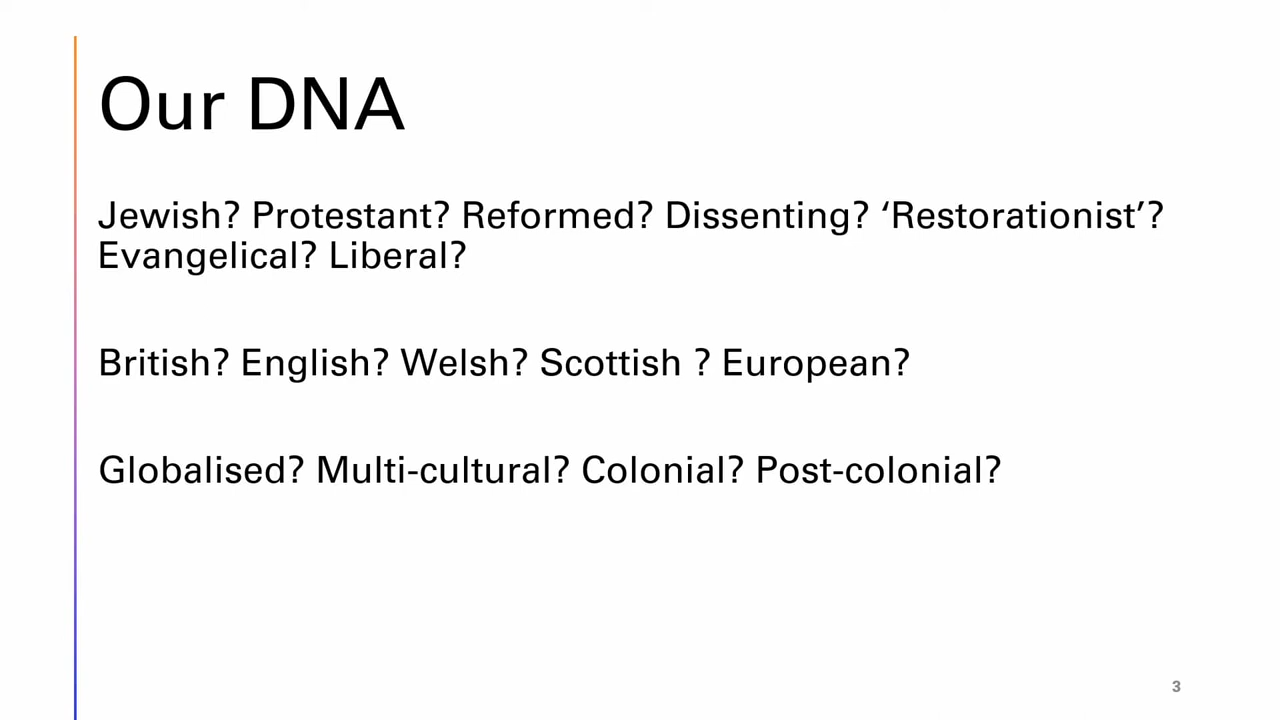 Our DNA
Jewish? Protestant? Reformed? Dissenting? ‘Restorationist’?
Evangelical? Liberal?
British? English? Welsh? Scottish ? European?
Globalised? Multi-cultural? Colonial? Post-colonial?
3